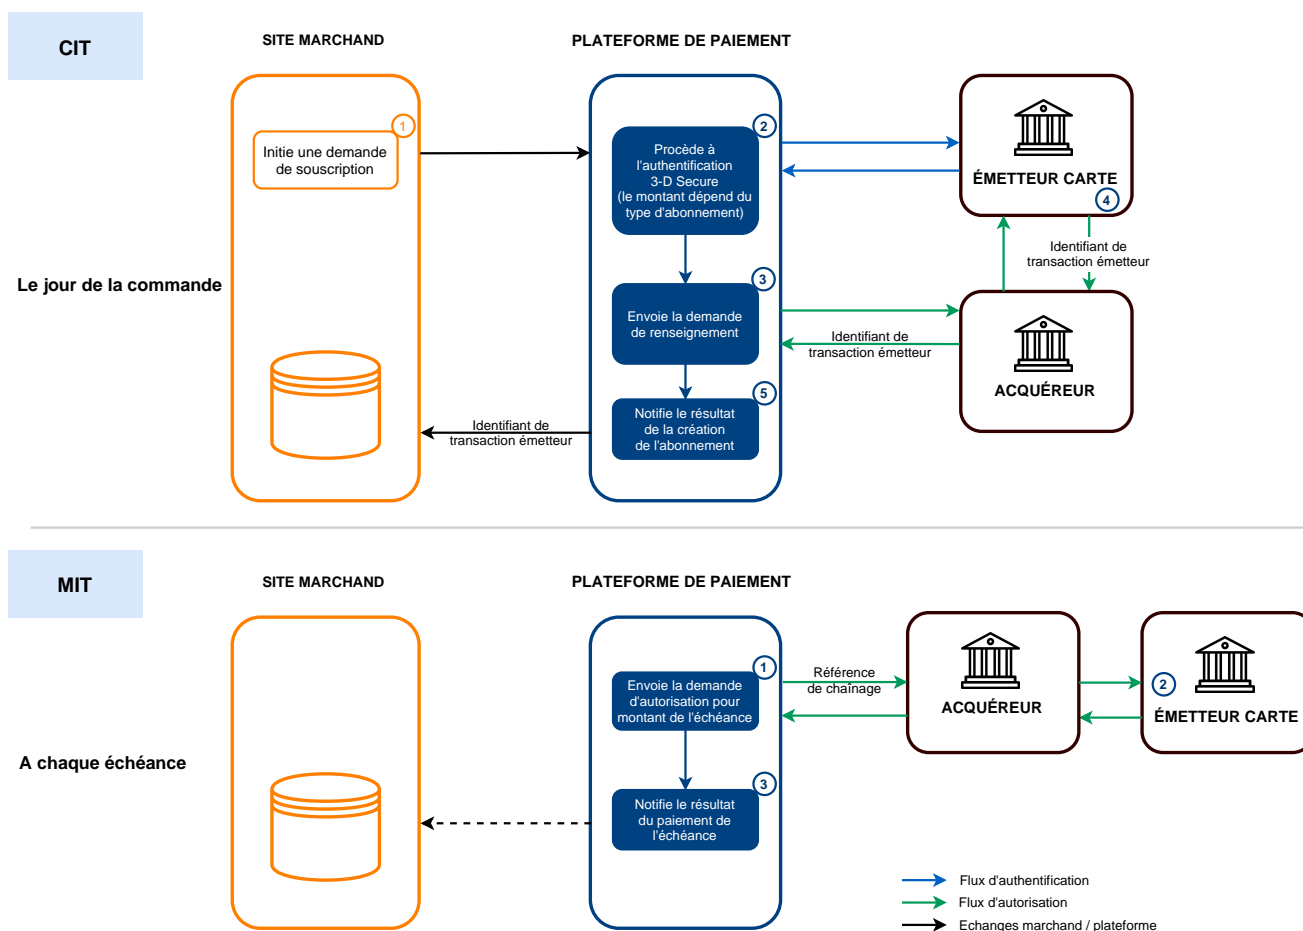 CIT
SITE MARCHAND
PLATEFORME DE PAIEMENT
1
Initie une demande
de souscription
2
Procède à
l'authentification
3-D Secure
(le montant dépend du
type d'abonnement)
ÉMETTEUR CARTE
4
Identifiant de
transaction émetteur
Le jour de la commande
3
Envoie la demande
de renseignement
Identifiant de
transaction émetteur
ACQUÉREUR
5
Notifie le résultat
de la création
de l'abonnement
Identifiant de
transaction émetteur
MIT
SITE MARCHAND
PLATEFORME DE PAIEMENT
1
Envoie la demande
d'autorisation pour
montant de l'échéance
Référence
de chaînage
ACQUÉREUR
2
ÉMETTEUR CARTE
A chaque échéance
3
Notifie le résultat
du paiement de
l'échéance
Flux d'authentification
Flux d'autorisation
Echanges marchand / plateforme